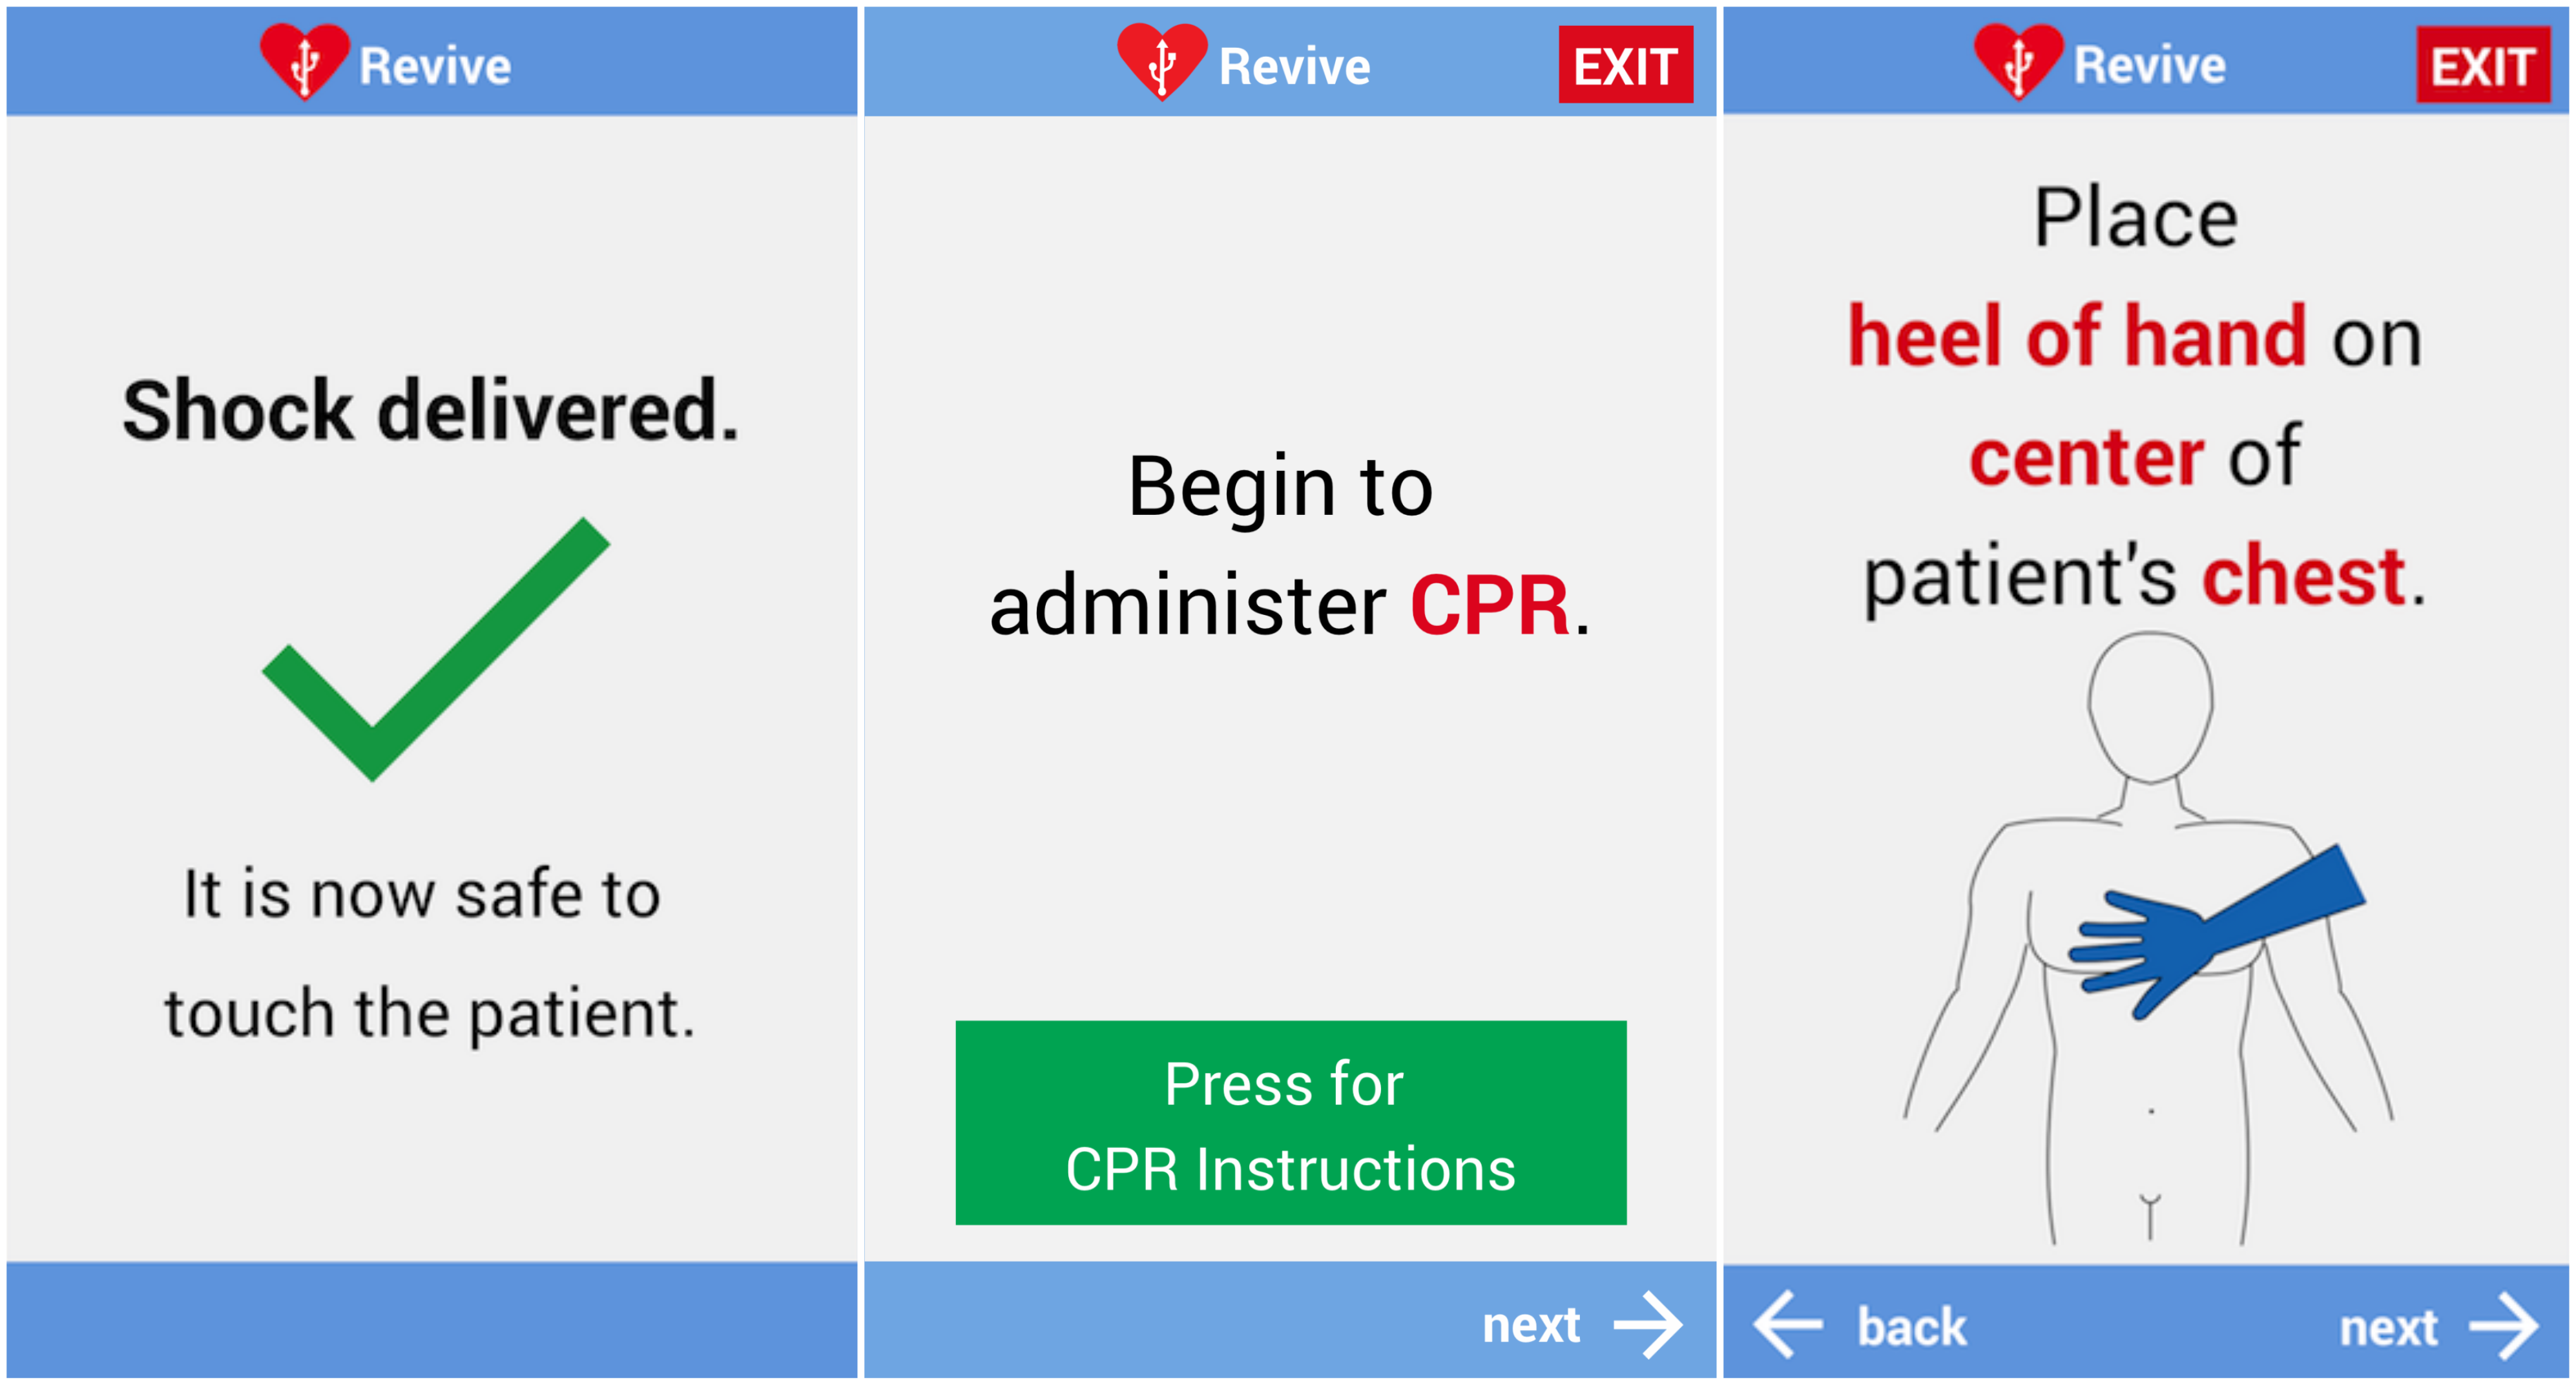 Revive
Shock delivered.
It is now safe to
touch the patient.
Revive
EXIT
Begin to
administer CPR.
Press for
CPR Instructions
next
Revive
EXIT
Place
heel of hand on
center of
patient's chest.
back
next